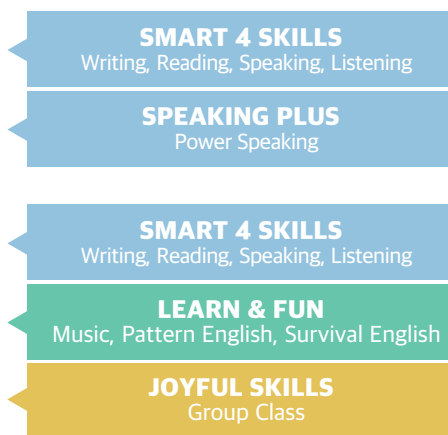 SMART 4 SKILLS
Writing, Reading, Speaking, Listening
SPEAKING PLUS
Power Speaking
SMART 4 SKILLS
Writing, Reading, Speaking, Listening
LEARN & FUN
Music, Pattern English, Survival English
JOYFUL SKILLS
Group Class